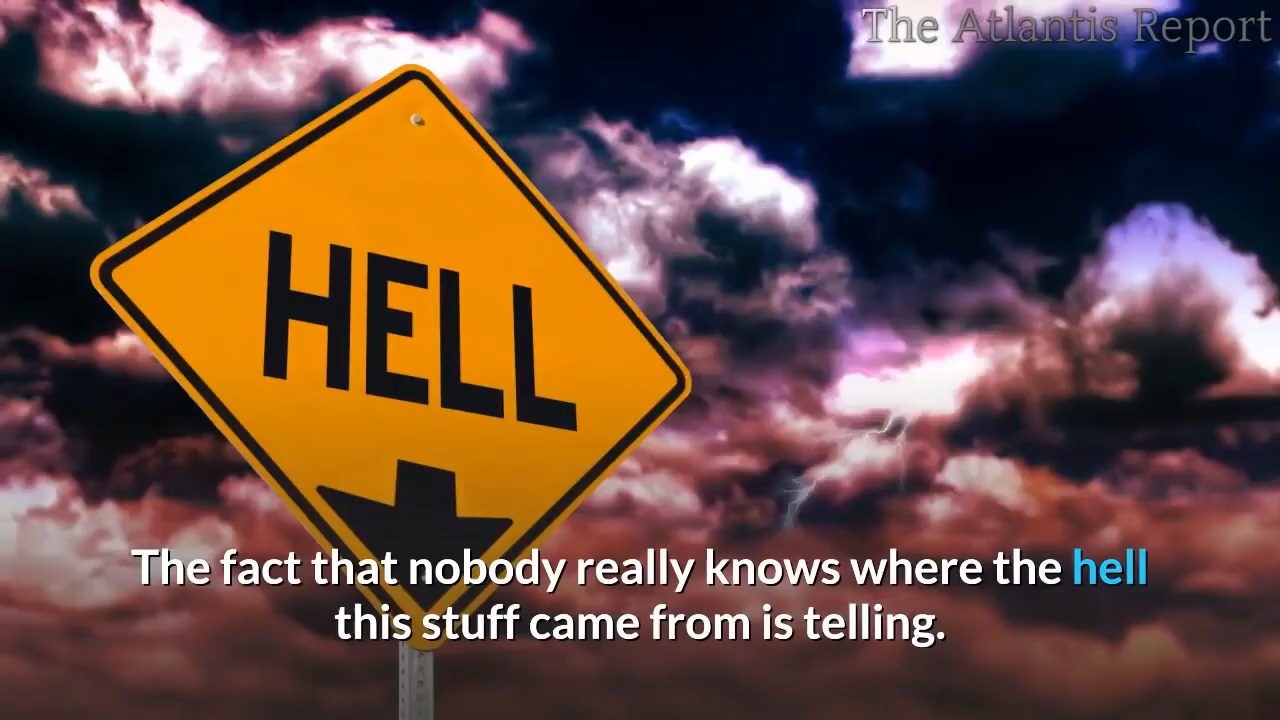 The Atlantis Report
HELL
The fact that nobody really knows where the hell
this stuff came from is telling.